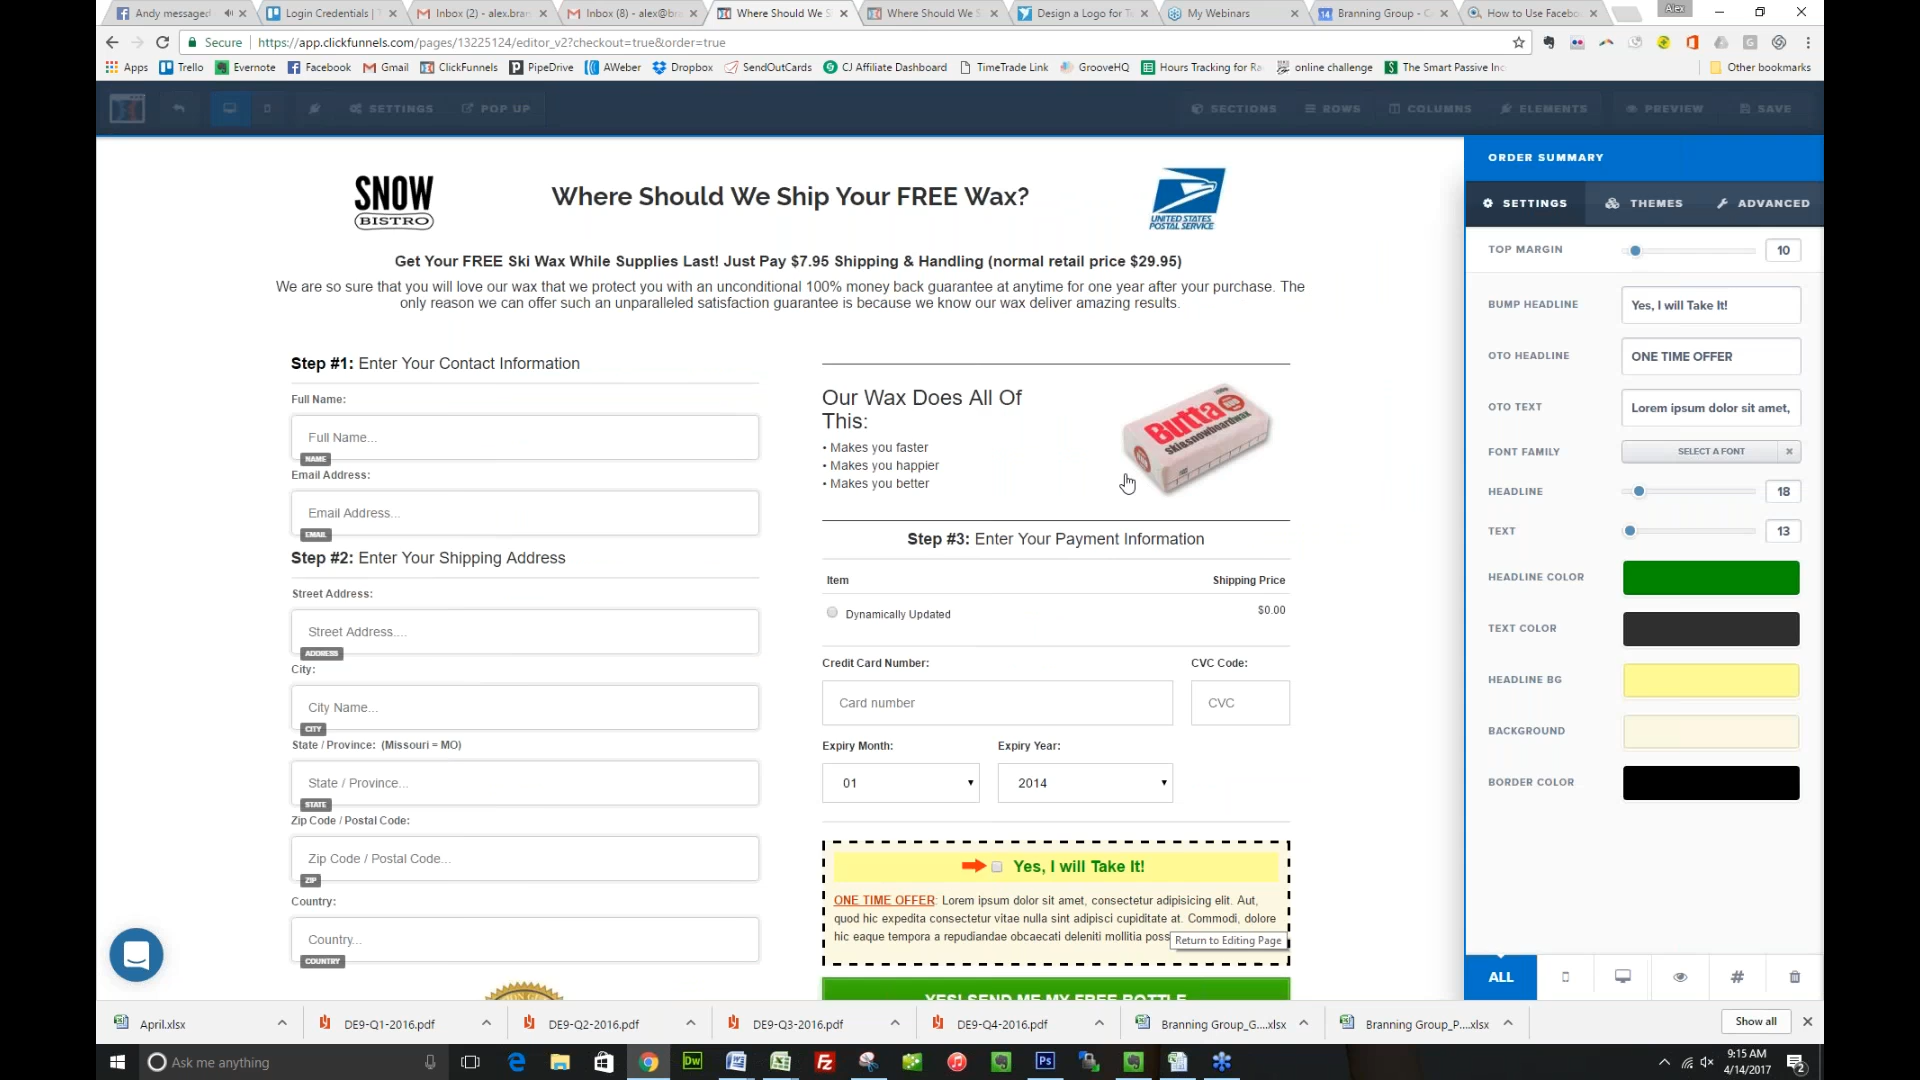 Andy messaged
Login Credentials | T
Inbox (2) - alex.bran
Inbox (8) - alex@bra
Where Should We S
Where Should We S
Design a Logo for Tu
My Webinars
Branning Group - C
How to Use Facebo
Alex
Secure
https://app.clickfunnels.com/pages/13225124/editor_v2?checkout=true&order=true
Apps
Trello
Evernote
Facebook
Gmail
ClickFunnels
PipeDrive
AWeber
Dropbox
SendOutCards
CJ Affiliate Dashboard
TimeTrade Link
GrooveHQ
Hours Tracking for Ra
online challenge
The Smart Passive Inc
Other bookmarks
SETTINGS
POP UP
SECTIONS
ROWS
COLUMNS
ELEMENTS
PREVIEW
SAVE
SNOW
BISTRO
Where Should We Ship Your FREE Wax?
UNITED STATES
POSTAL SERVICE
Get Your FREE Ski Wax While Supplies Last! Just Pay $7.95 Shipping & Handling (normal retail price $29.95)
We are so sure that you will love our wax that we protect you with an unconditional 100% money back guarantee at anytime for one year after your purchase. The
only reason we can offer such an unparalleled satisfaction guarantee is because we know our wax deliver amazing results.
Step #1: Enter Your Contact Information
Full Name:
Full Name...
NAME
Email Address:
Email Address...
EMAIL
Step #2: Enter Your Shipping Address
Street Address:
Street Address....
ADDRESS
City:
City Name...
CITY
State / Province: (Missouri = MO)
State / Province...
STATE
Zip Code / Postal Code:
Zip Code / Postal Code...
ZIP
Country:
Country...
COUNTRY
Our Wax Does All Of
This:
• Makes you faster
• Makes you happier
• Makes you better
Butta
ski&snowboardwax
Step #3: Enter Your Payment Information
Item
Shipping Price
Dynamically Updated
$0.00
Credit Card Number:
CVC Code:
Card number
CVC
Expiry Month:
Expiry Year:
01
2014
Yes, I will Take It!
ONE TIME OFFER: Lorem ipsum dolor sit amet, consectetur adipisicing elit. Aut,
quod hic expedita consectetur vitae nulla sint adipisci cupiditate at. Commodi, dolore
hic eaque tempora a repudiandae obcaecati deleniti mollitia poss
Return to Editing Page
YES! SEND ME MY FREE BOTTLE
ORDER SUMMARY
SETTINGS
THEMES
ADVANCED
TOP MARGIN
10
BUMP HEADLINE
Yes, I will Take It!
OTO HEADLINE
ONE TIME OFFER
OTO TEXT
Lorem ipsum dolor sit amet,
FONT FAMILY
SELECT A FONT
HEADLINE
18
TEXT
13
HEADLINE COLOR
TEXT COLOR
HEADLINE BG
BACKGROUND
BORDER COLOR
ALL
April.xlsx
DE9-Q1-2016.pdf
DE9-Q2-2016.pdf
DE9-Q3-2016.pdf
DE9-Q4-2016.pdf
Branning Group_G....xlsx
Branning Group_P....xlsx
Show all
Ask me anything
9:15 AM
4/14/2017
2